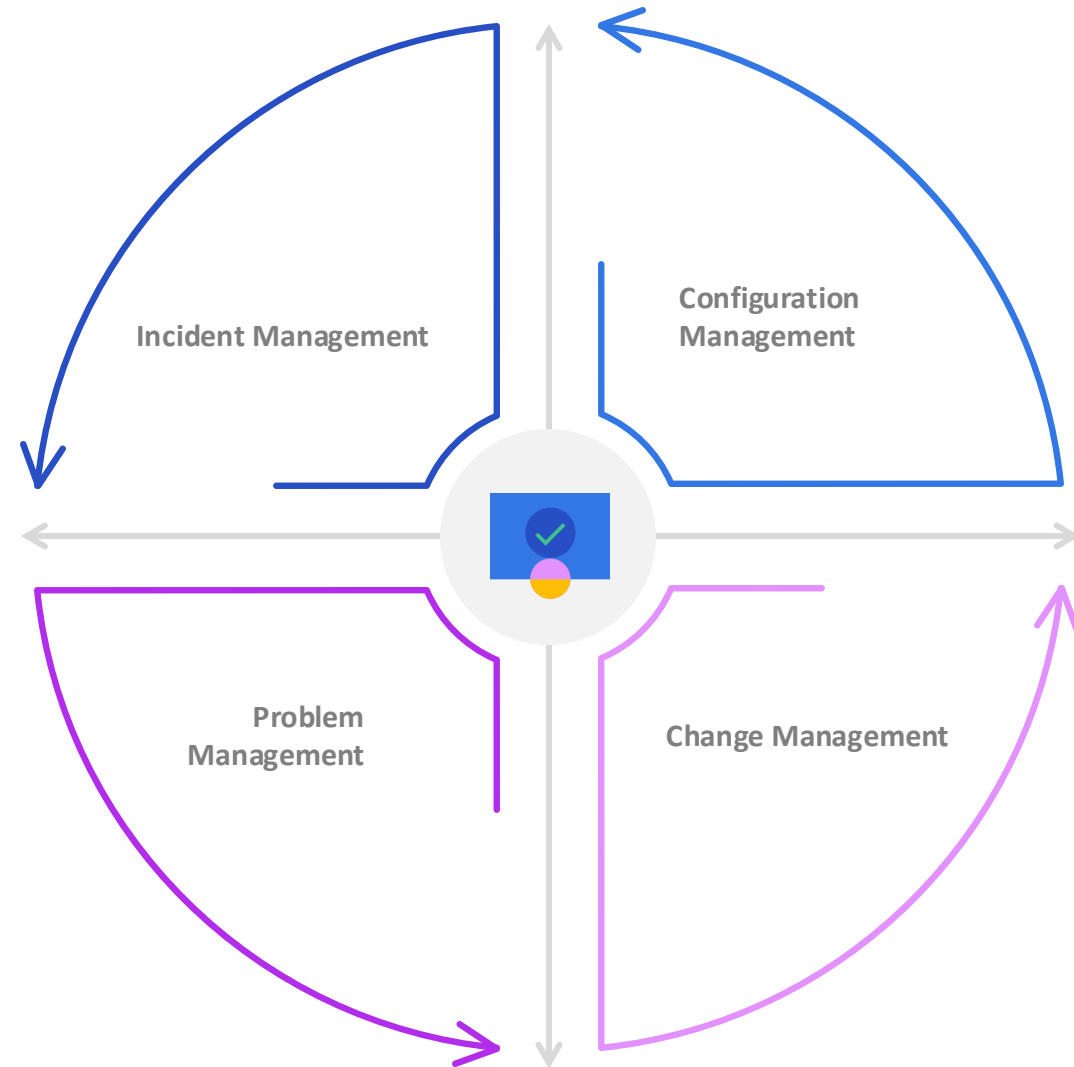 Incident Management
Configuration
Management
Problem
Management
Change Management